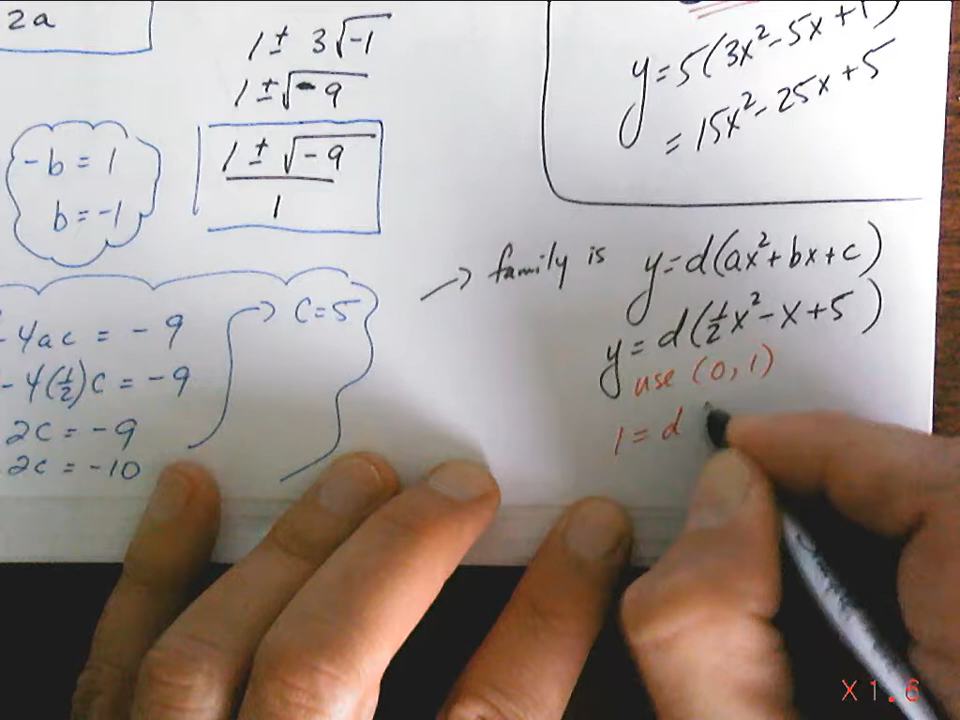 2a
1 ± 3√-1
1 ± √-9
1 ± √-9
1
-b = 1
b = -1
- 4ac = -9
- 4(1/2)c = -9
2c = -9
2c = -10
→ c = 5
y = 5(3x² - 5x + 1)
= 15x² - 25x + 5
→ family is y = d(ax² + bx + c)
y = d(1/2x² - x + 5)
use (0, 1)
1 = d
X1.6